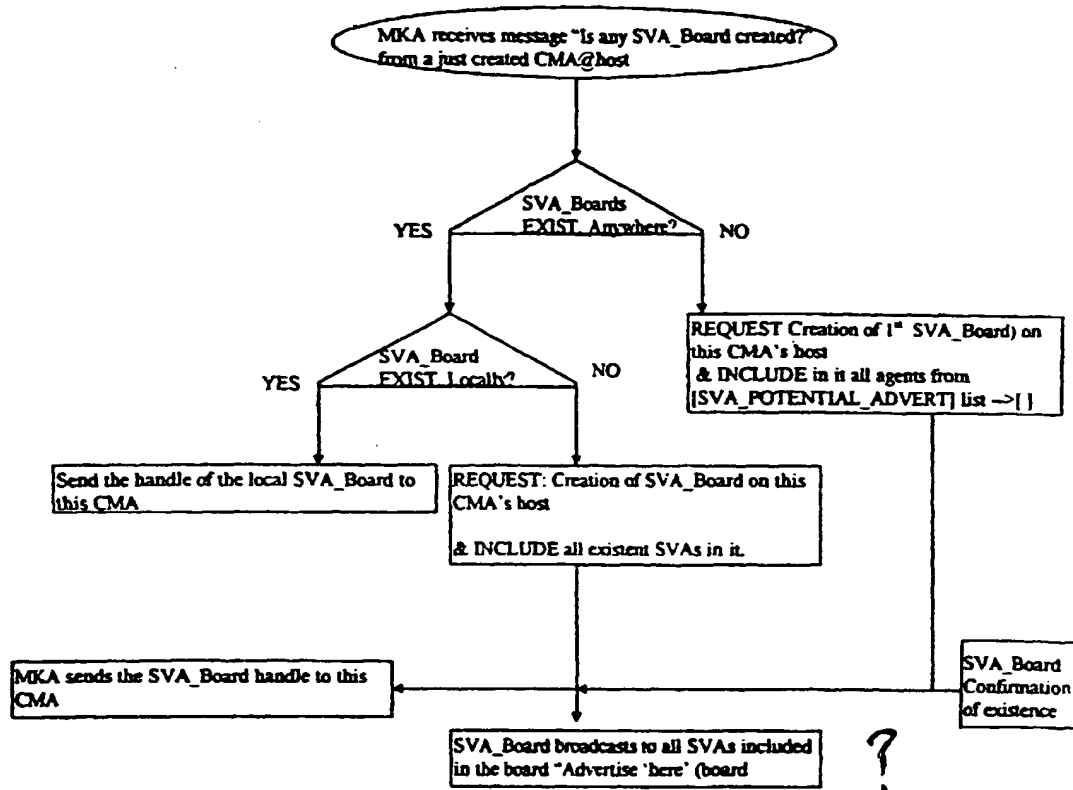 MKA receives message "Is any SVA_Board created?"
from a just created CMA@host
SVA_Boards
EXIST Anywhere?
YES
NO
SVA_Board
EXIST Locally?
YES
NO
REQUEST Creation of 1st SVA_Board) on
this CMA's host
& INCLUDE in it all agents from
[SVA_POTENTIAL_ADVERT] list -->[ ]
Send the handle of the local SVA_Board to
this CMA
REQUEST: Creation of SVA_Board on this
CMA's host
& INCLUDE all existent SVAs in it.
MKA sends the SVA_Board handle to this
CMA
SVA_Board
Confirmation
of existence
SVA_Board broadcasts to all SVAs included
in the board "Advertise 'here' (board
?